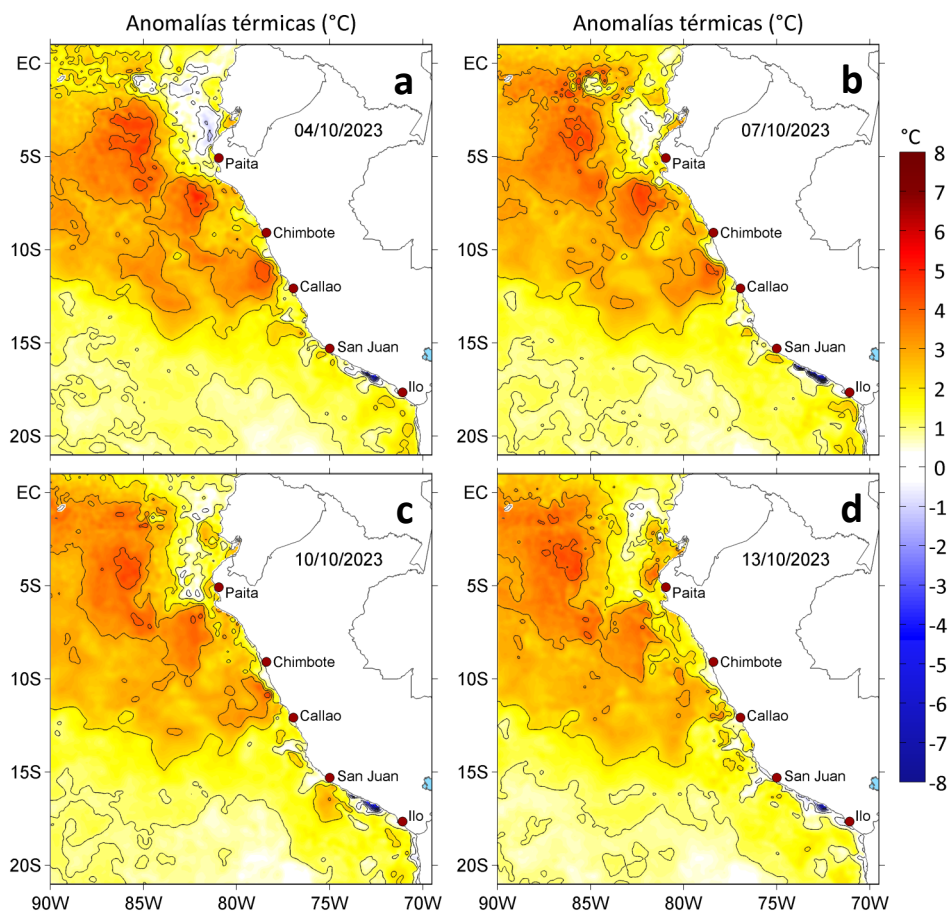 Anomalías térmicas (°C)
Anomalías térmicas (°C)
EC
5S
10S
15S
20S
a
04/10/2023
Paita
Chimbote
Callao
San Juan
Ilo
EC
5S
10S
15S
20S
b
07/10/2023
Paita
Chimbote
Callao
San Juan
Ilo
°C
8
7
6
5
4
3
2
1
0
-1
-2
-3
-4
-5
-6
-7
-8
EC
5S
10S
15S
20S
c
10/10/2023
Paita
Chimbote
Callao
San Juan
Ilo
90W
85W
80W
75W
70W
EC
5S
10S
15S
20S
d
13/10/2023
Paita
Chimbote
Callao
San Juan
Ilo
90W
85W
80W
75W
70W